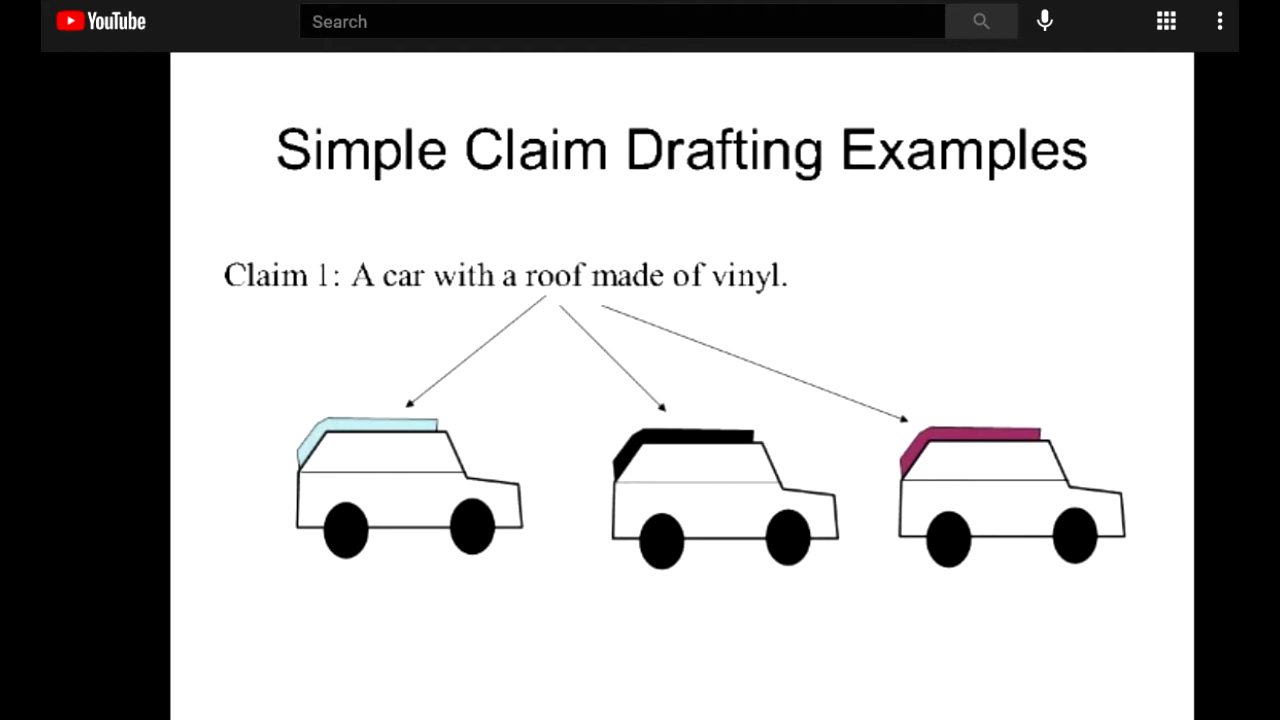 YouTube
Search
Simple Claim Drafting Examples
Claim 1: A car with a roof made of vinyl.